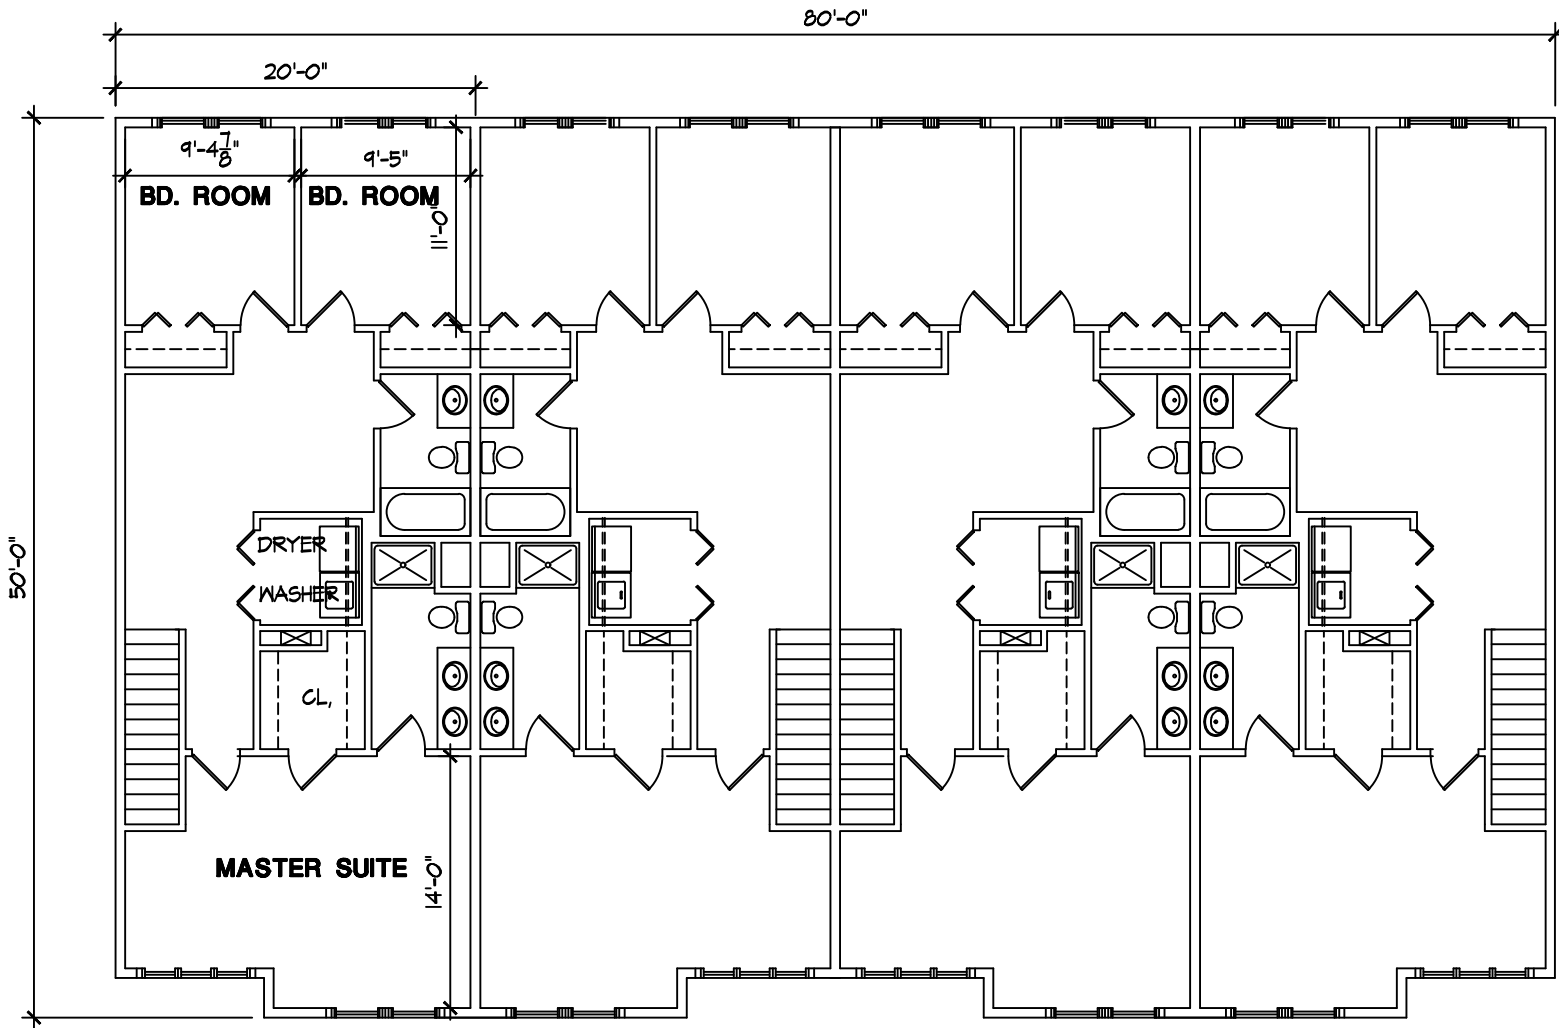 80'-0"
20'-0"
9'-4 7/8"
9'-5"
BD. ROOM
BD. ROOM
11'-0"
50'-0"
DRYER
WASHER
CL,
MASTER SUITE
14'-0"